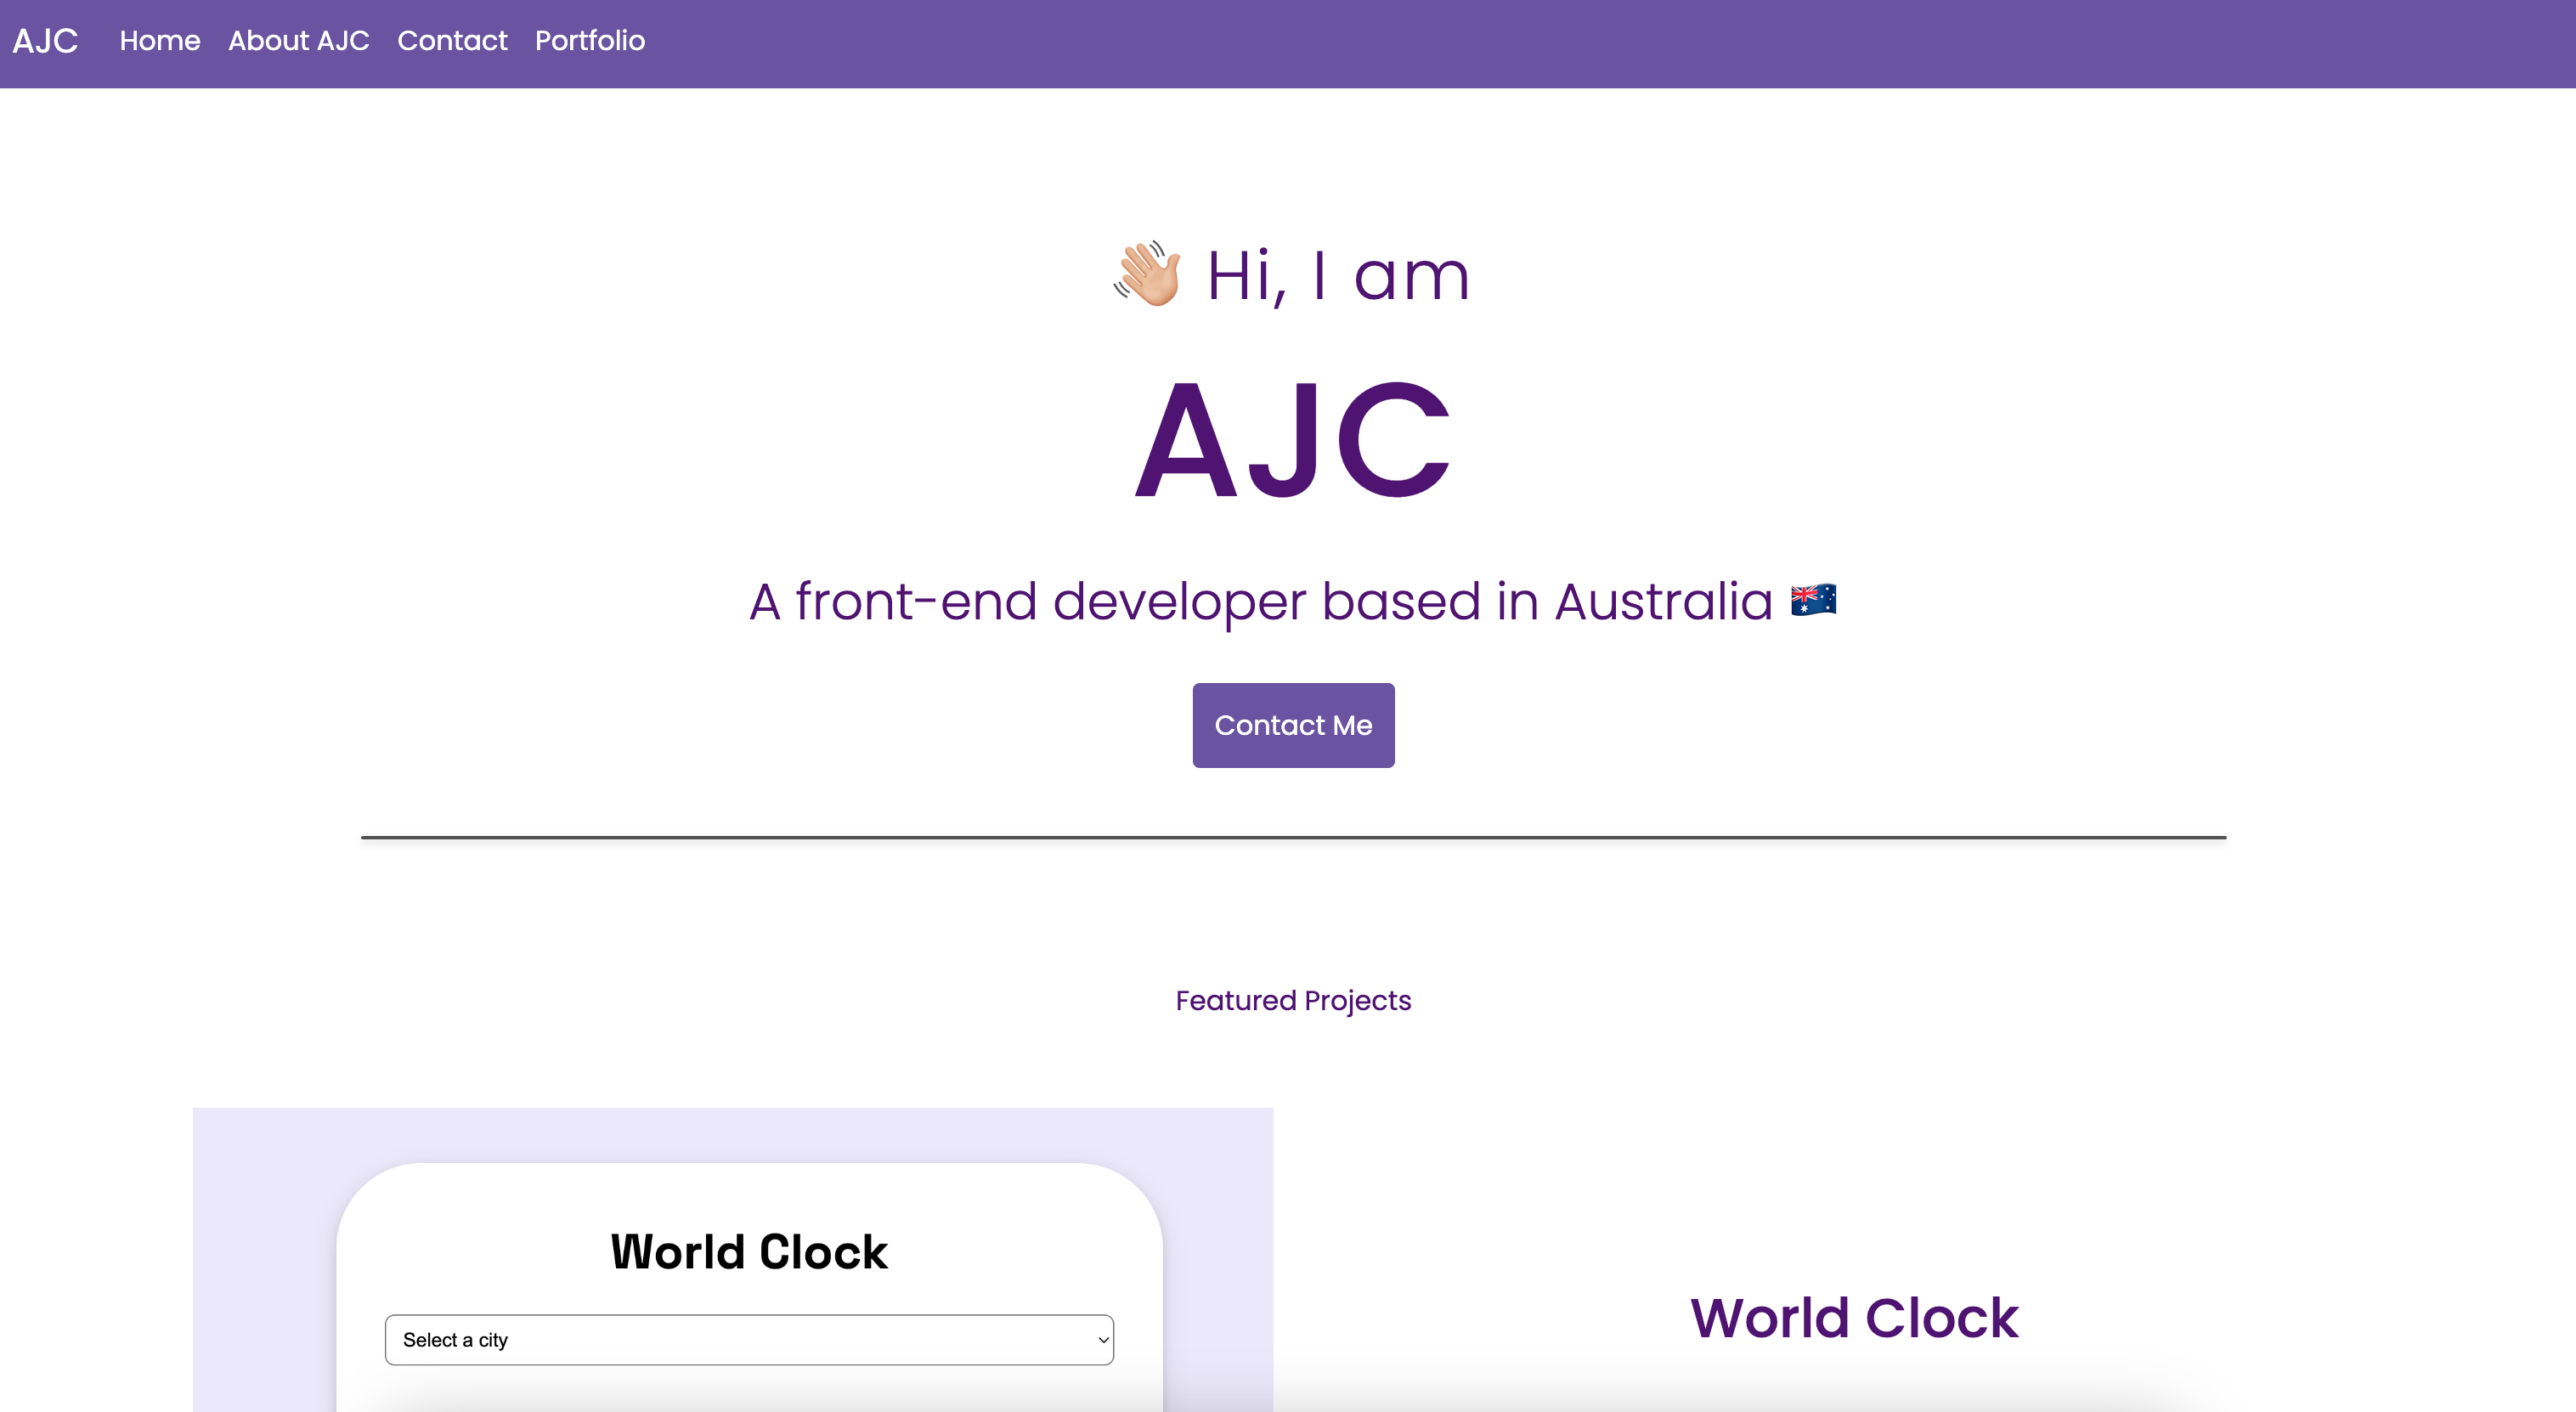 AJC Home About AJC Contact Portfolio
👋🏼 Hi, I am
AJC
A front-end developer based in Australia 🇦🇺
Contact Me
Featured Projects
World Clock
Select a city
World Clock